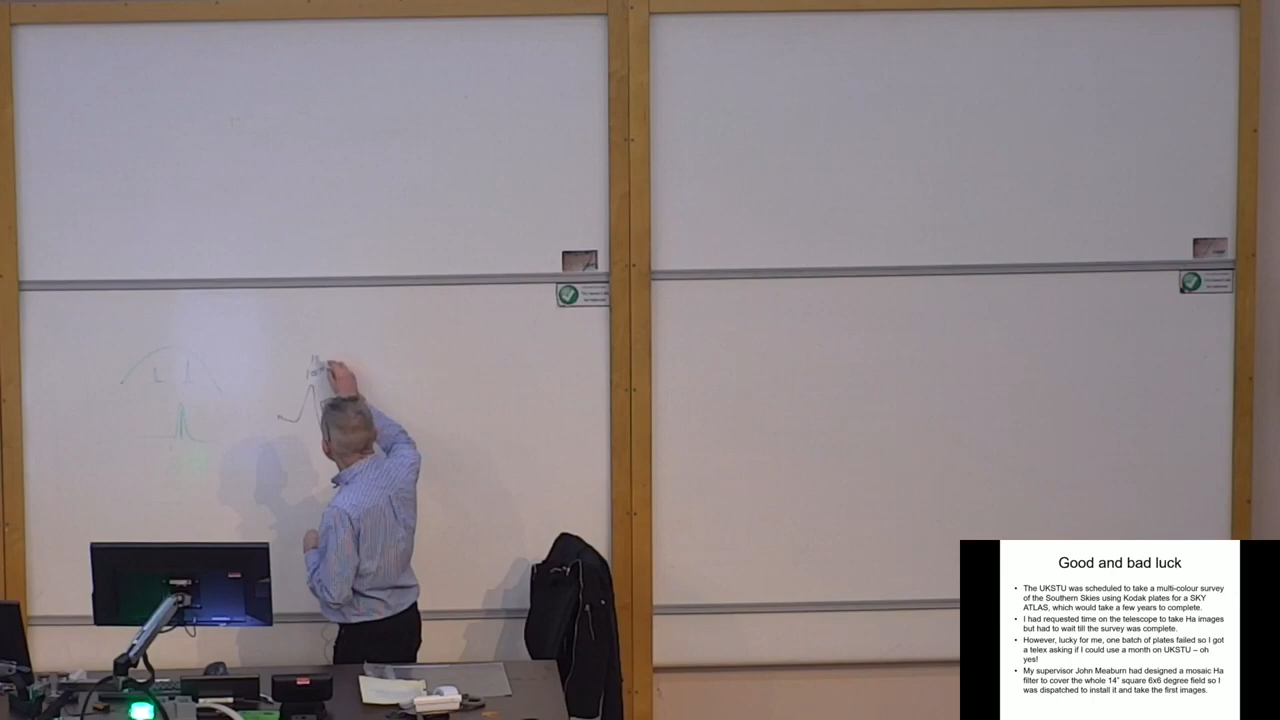 Good and bad luck
• The UKSTU was scheduled to take a multi-colour survey
of the Southern Skies using Kodak plates for a SKY
ATLAS, which would take a few years to complete.
• I had requested time on the telescope to take Ha images
but had to wait till the survey was complete.
• However, lucky for me, one batch of plates failed so I got
a telex asking if I could use a month on UKSTU – oh
yes!
• My supervisor John Meaburn had designed a mosaic Ha
filter to cover the whole 14" square 6x6 degree field so I
was dispatched to install it and take the first images.